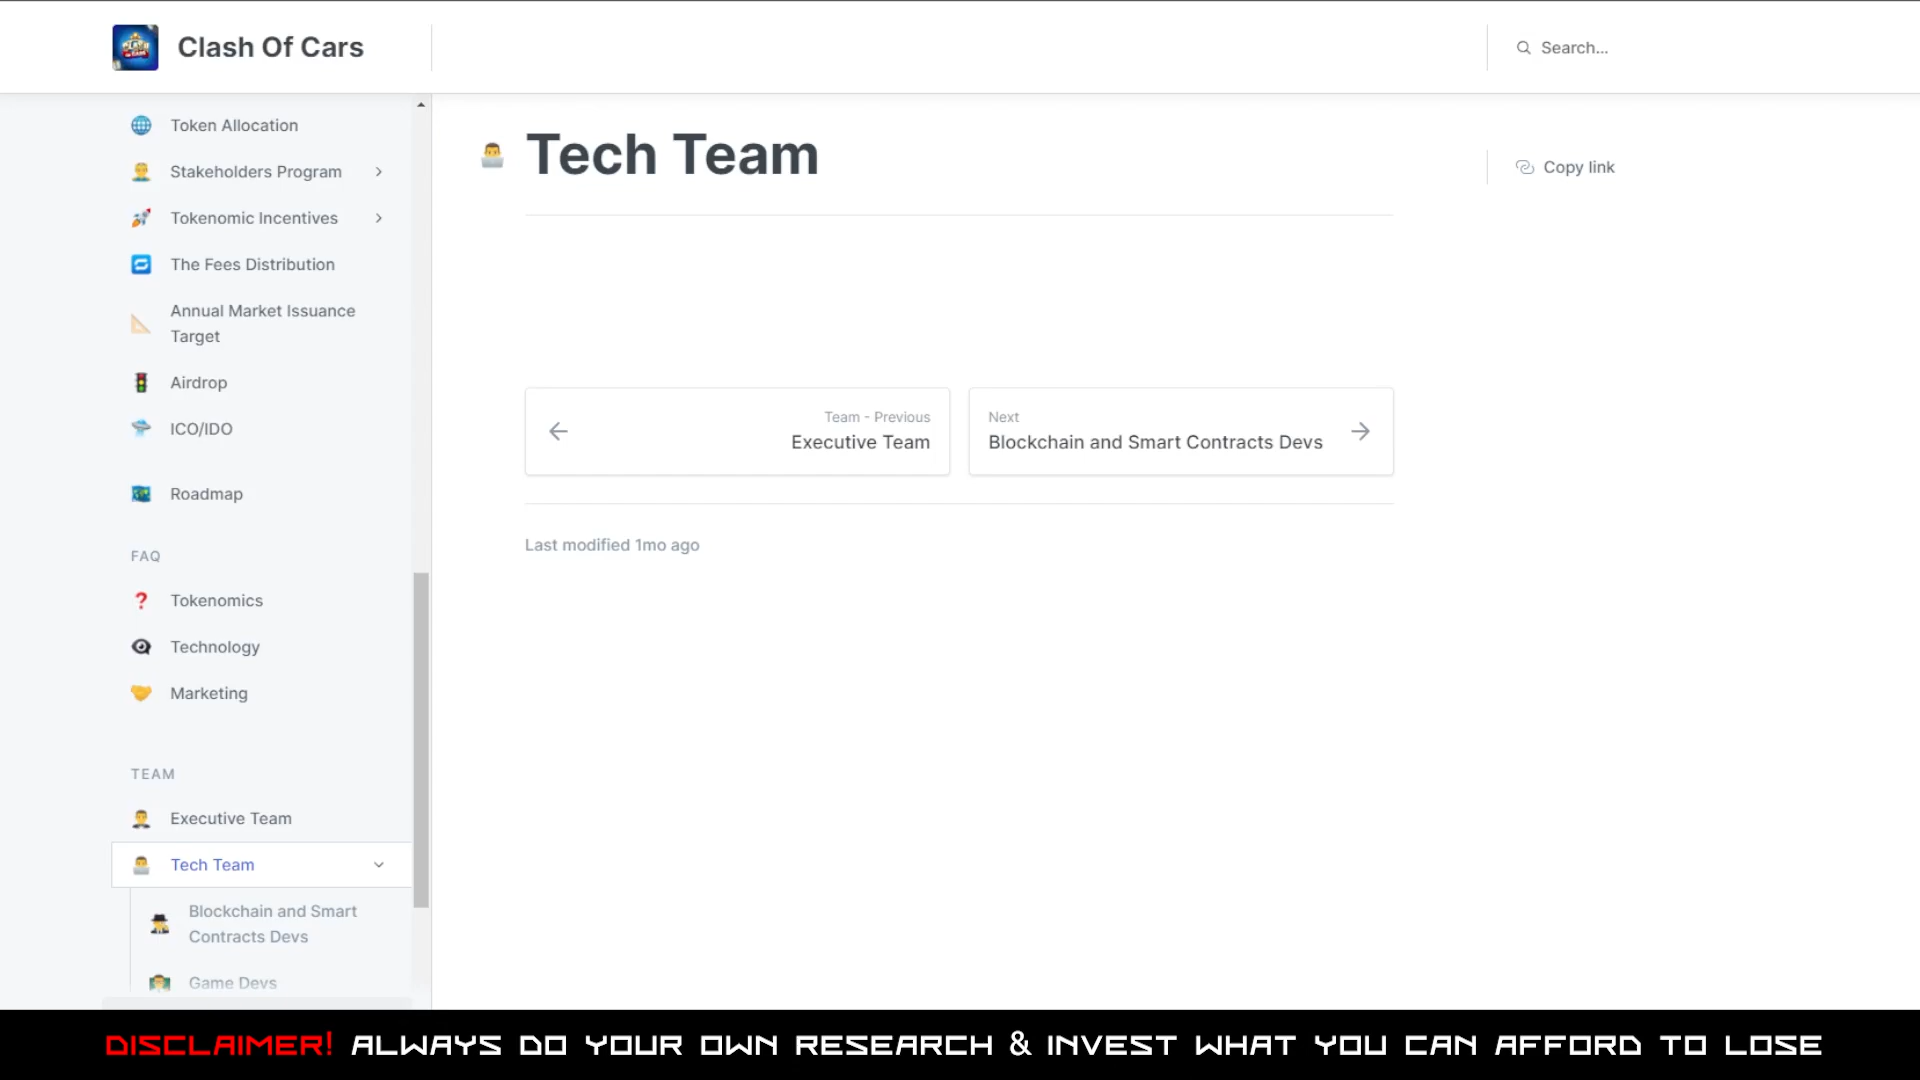 Clash Of Cars
Search...
Token Allocation
Stakeholders Program
Tokenomic Incentives
The Fees Distribution
Annual Market Issuance
Target
Airdrop
ICO/IDO
Roadmap
FAQ
Tokenomics
Technology
Marketing
TEAM
Executive Team
Tech Team
Blockchain and Smart
Contracts Devs
Game Devs
Tech Team
Copy link
Team - Previous
Executive Team
Next
Blockchain and Smart Contracts Devs
Last modified 1mo ago
DISCLAIMER! ALWAYS DO YOUR OWN RESEARCH & INVEST WHAT YOU CAN AFFORD TO LOSE